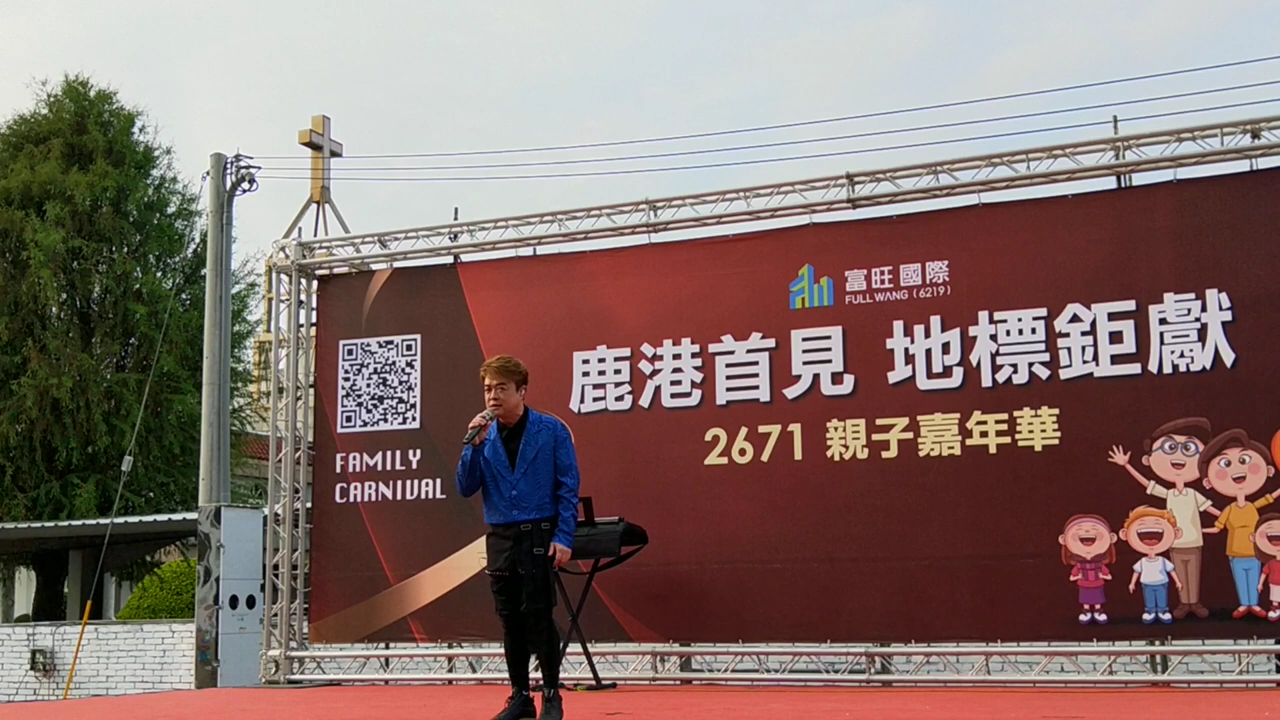 富旺國際
FULL WANG (6219)
鹿港首見 地標鉅獻
2671 親子嘉年華
FAMILY
CARNIVAL